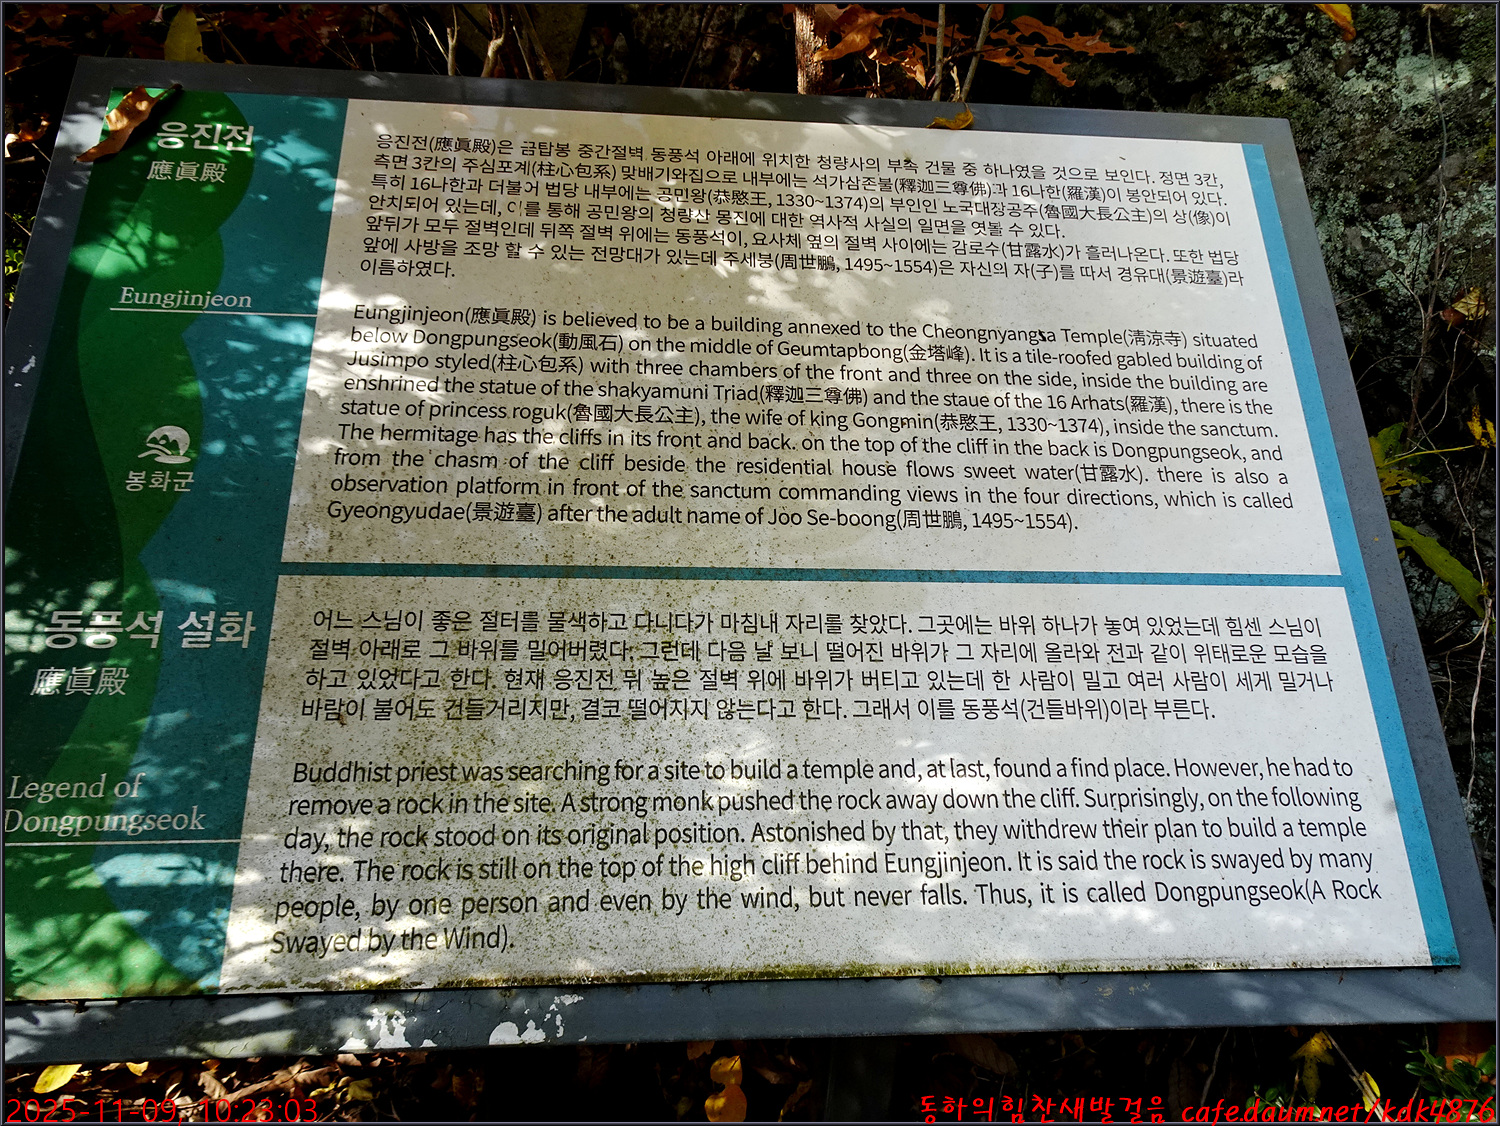 응진전
應眞殿
Eungjinjeon
봉화군
응진전(應眞殿)은 금탑봉 중간절벽 동풍석 아래에 위치한 청량사의 부속 건물 중 하나였을 것으로 보인다. 정면 3칸,
측면 3칸의 주심포계(柱心包系) 맞배기와집으로 내부에는 석가삼존불(釋迦三尊佛)과 16나한(羅漢)이 봉안되어 있다.
특히 16나한과 더불어 법당 내부에는 공민왕(恭愍王, 1330~1374)의 부인인 노국대장공주(魯國大長公主)의 상(像)이
안치되어 있는데, 이를 통해 공민왕의 청량산 몽진에 대한 역사적 사실의 일면을 엿볼 수 있다.
앞뒤가 모두 절벽인데 뒤쪽 절벽 위에는 동풍석이, 요사체 옆의 절벽 사이에는 감로수(甘露水)가 흘러나온다. 또한 법당
앞에 사방을 조망 할 수 있는 전망대가 있는데 주세붕(周世鵬, 1495~1554)은 자신의 자(子)를 따서 경유대(景遊臺)라
이름하였다.
Eungjinjeon(應眞殿) is believed to be a building annexed to the Cheongnyangsa Temple(淸涼寺) situated
below Dongpungseok(動風石) on the middle of Geumtapbong(金塔峰). It is a tile-roofed gabled building of
Jusimpo styled(柱心包系) with three chambers of the front and three on the side, inside the building are
enshrined the statue of the shakyamuni Triad(釋迦三尊佛) and the staue of the 16 Arhats(羅漢), there is the
statue of princess roguk(魯國大長公主), the wife of king Gongmin(恭愍王, 1330~1374), inside the sanctum.
The hermitage has the cliffs in its front and back. on the top of the cliff in the back is Dongpungseok, and
from the chasm of the cliff beside the residential house flows sweet water(甘露水). there is also a
observation platform in front of the sanctum commanding views in the four directions, which is called
Gyeongyudae(景遊臺) after the adult name of Joo Se-boong(周世鵬, 1495~1554).
동풍석 설화
應眞殿
Legend of
Dongpungseok
어느 스님이 좋은 절터를 물색하고 다니다가 마침내 자리를 찾았다. 그곳에는 바위 하나가 놓여 있었는데 힘센 스님이
절벽 아래로 그 바위를 밀어버렸다. 그런데 다음 날 보니 떨어진 바위가 그 자리에 올라와 전과 같이 위태로운 모습을
하고 있었다고 한다. 현재 응진전 뒤 높은 절벽 위에 바위가 버티고 있는데 한 사람이 밀고 여러 사람이 세게 밀거나
바람이 불어도 건들거리지만, 결코 떨어지지 않는다고 한다. 그래서 이를 동풍석(건들바위)이라 부른다.
Buddhist priest was searching for a site to build a temple and, at last, found a find place. However, he had to
remove a rock in the site. A strong monk pushed the rock away down the cliff. Surprisingly, on the following
day, the rock stood on its original position. Astonished by that, they withdrew their plan to build a temple
there. The rock is still on the top of the high cliff behind Eungjinjeon. It is said the rock is swayed by many
people, by one person and even by the wind, but never falls. Thus, it is called Dongpungseok(A Rock
Swayed by the Wind).
2025-11-09, 10:23:03
동하의힘찬새발걸음 cafe.daum.net/kdk4876